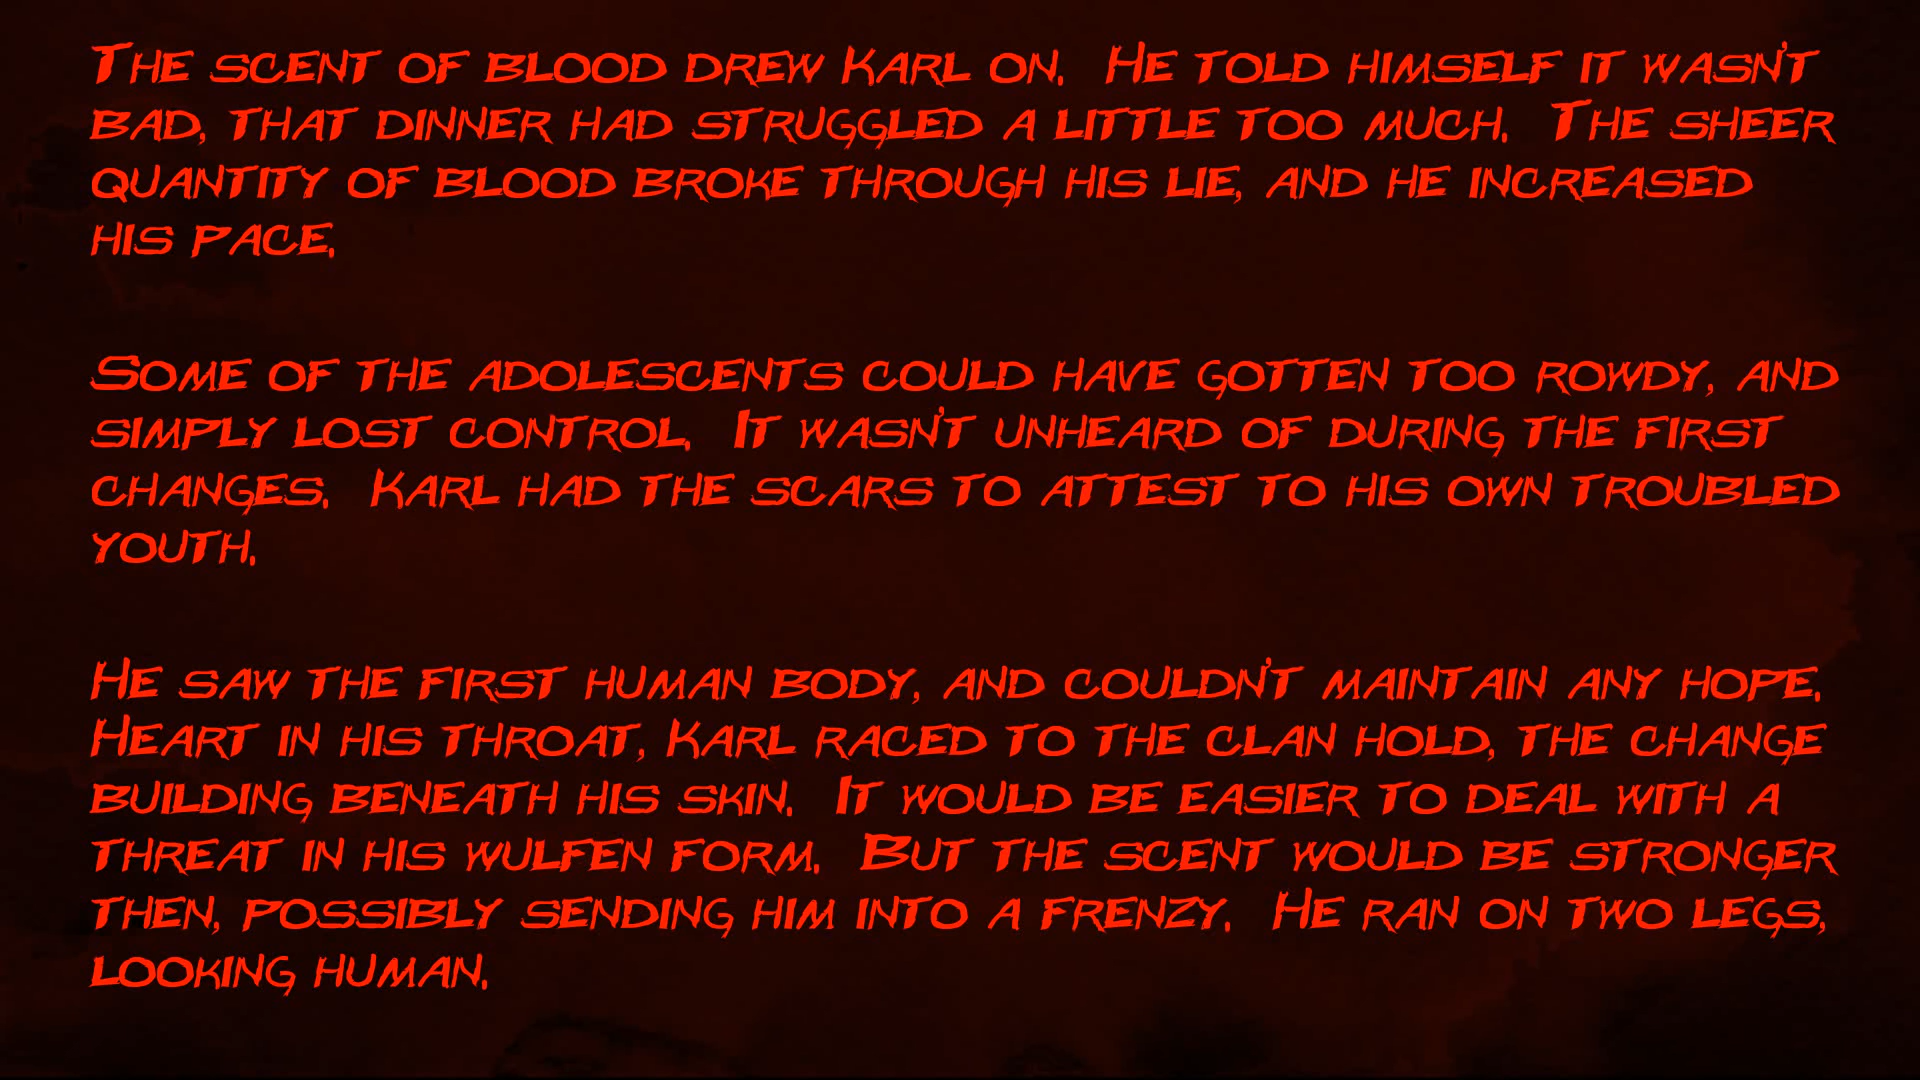 The scent of blood drew Karl on.  He told himself it wasn't
bad, that dinner had struggled a little too much.  The sheer
quantity of blood broke through his lie, and he increased
his pace.
Some of the adolescents could have gotten too rowdy, and
simply lost control.  It wasn't unheard of during the first
changes.  Karl had the scars to attest to his own troubled
youth.
He saw the first human body, and couldn't maintain any hope.
Heart in his throat, Karl raced to the clan hold, the change
building beneath his skin.  It would be easier to deal with a
threat in his wulfen form.  But the scent would be stronger
then, possibly sending him into a frenzy.  He ran on two legs,
looking human.